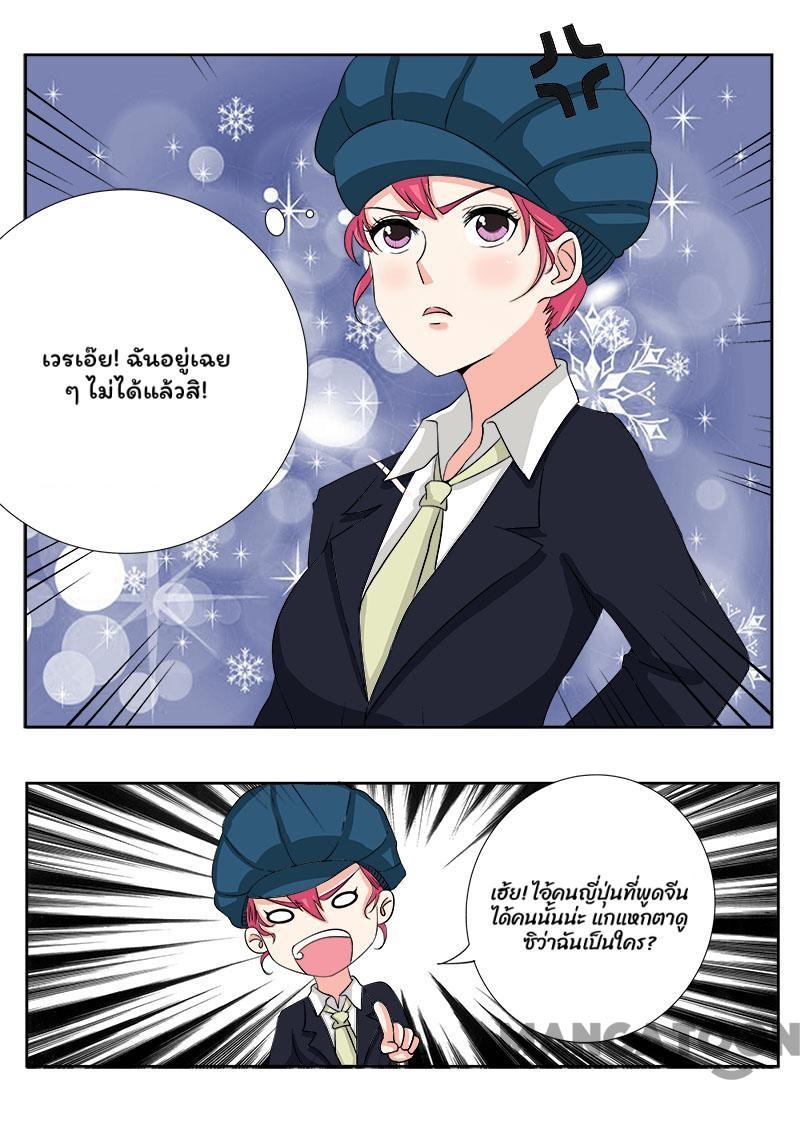 เวรเอ๊ย! ฉันอยู่เฉย
ๆ ไม่ได้แล้วสิ!
เฮ้ย! ไอ้คนญี่ปุ่นที่พูดจีน
ได้คนนั้นน่ะ แกแหกตาดู
ซิว่าฉันเป็นใคร?
MANGATOON